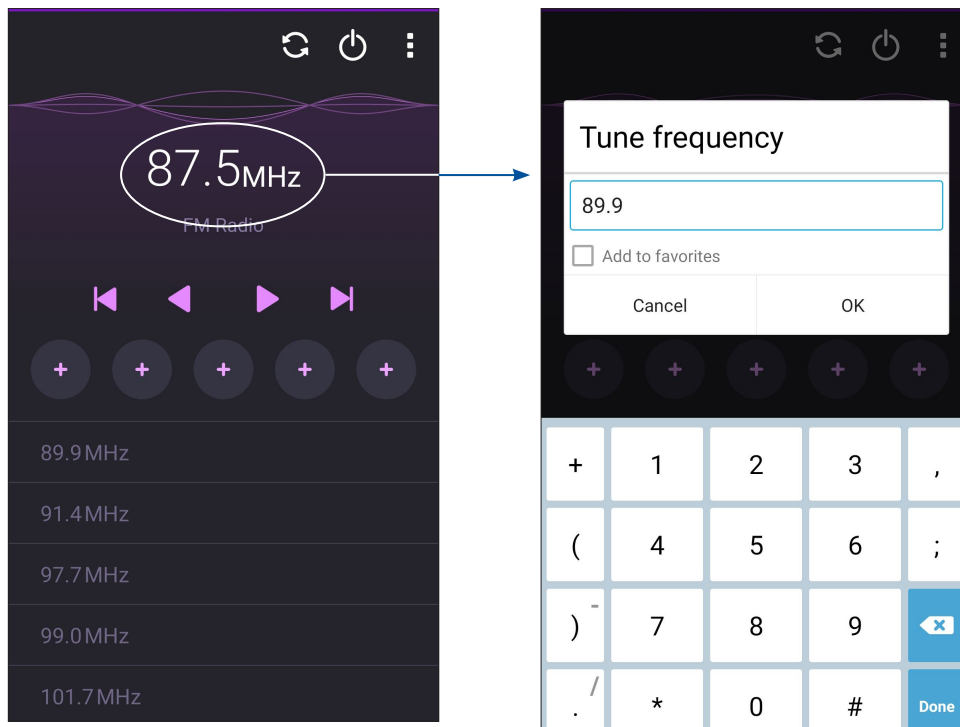 87.5MHz
FM Radio
+ + + + +
89.9MHz
91.4MHz
97.7MHz
99.0MHz
101.7MHz
Tune frequency
89.9
Add to favorites
Cancel OK
+ + + + +
+ 1 2 3 ,
( 4 5 6 ;
) - 7 8 9
. / * 0 # Done